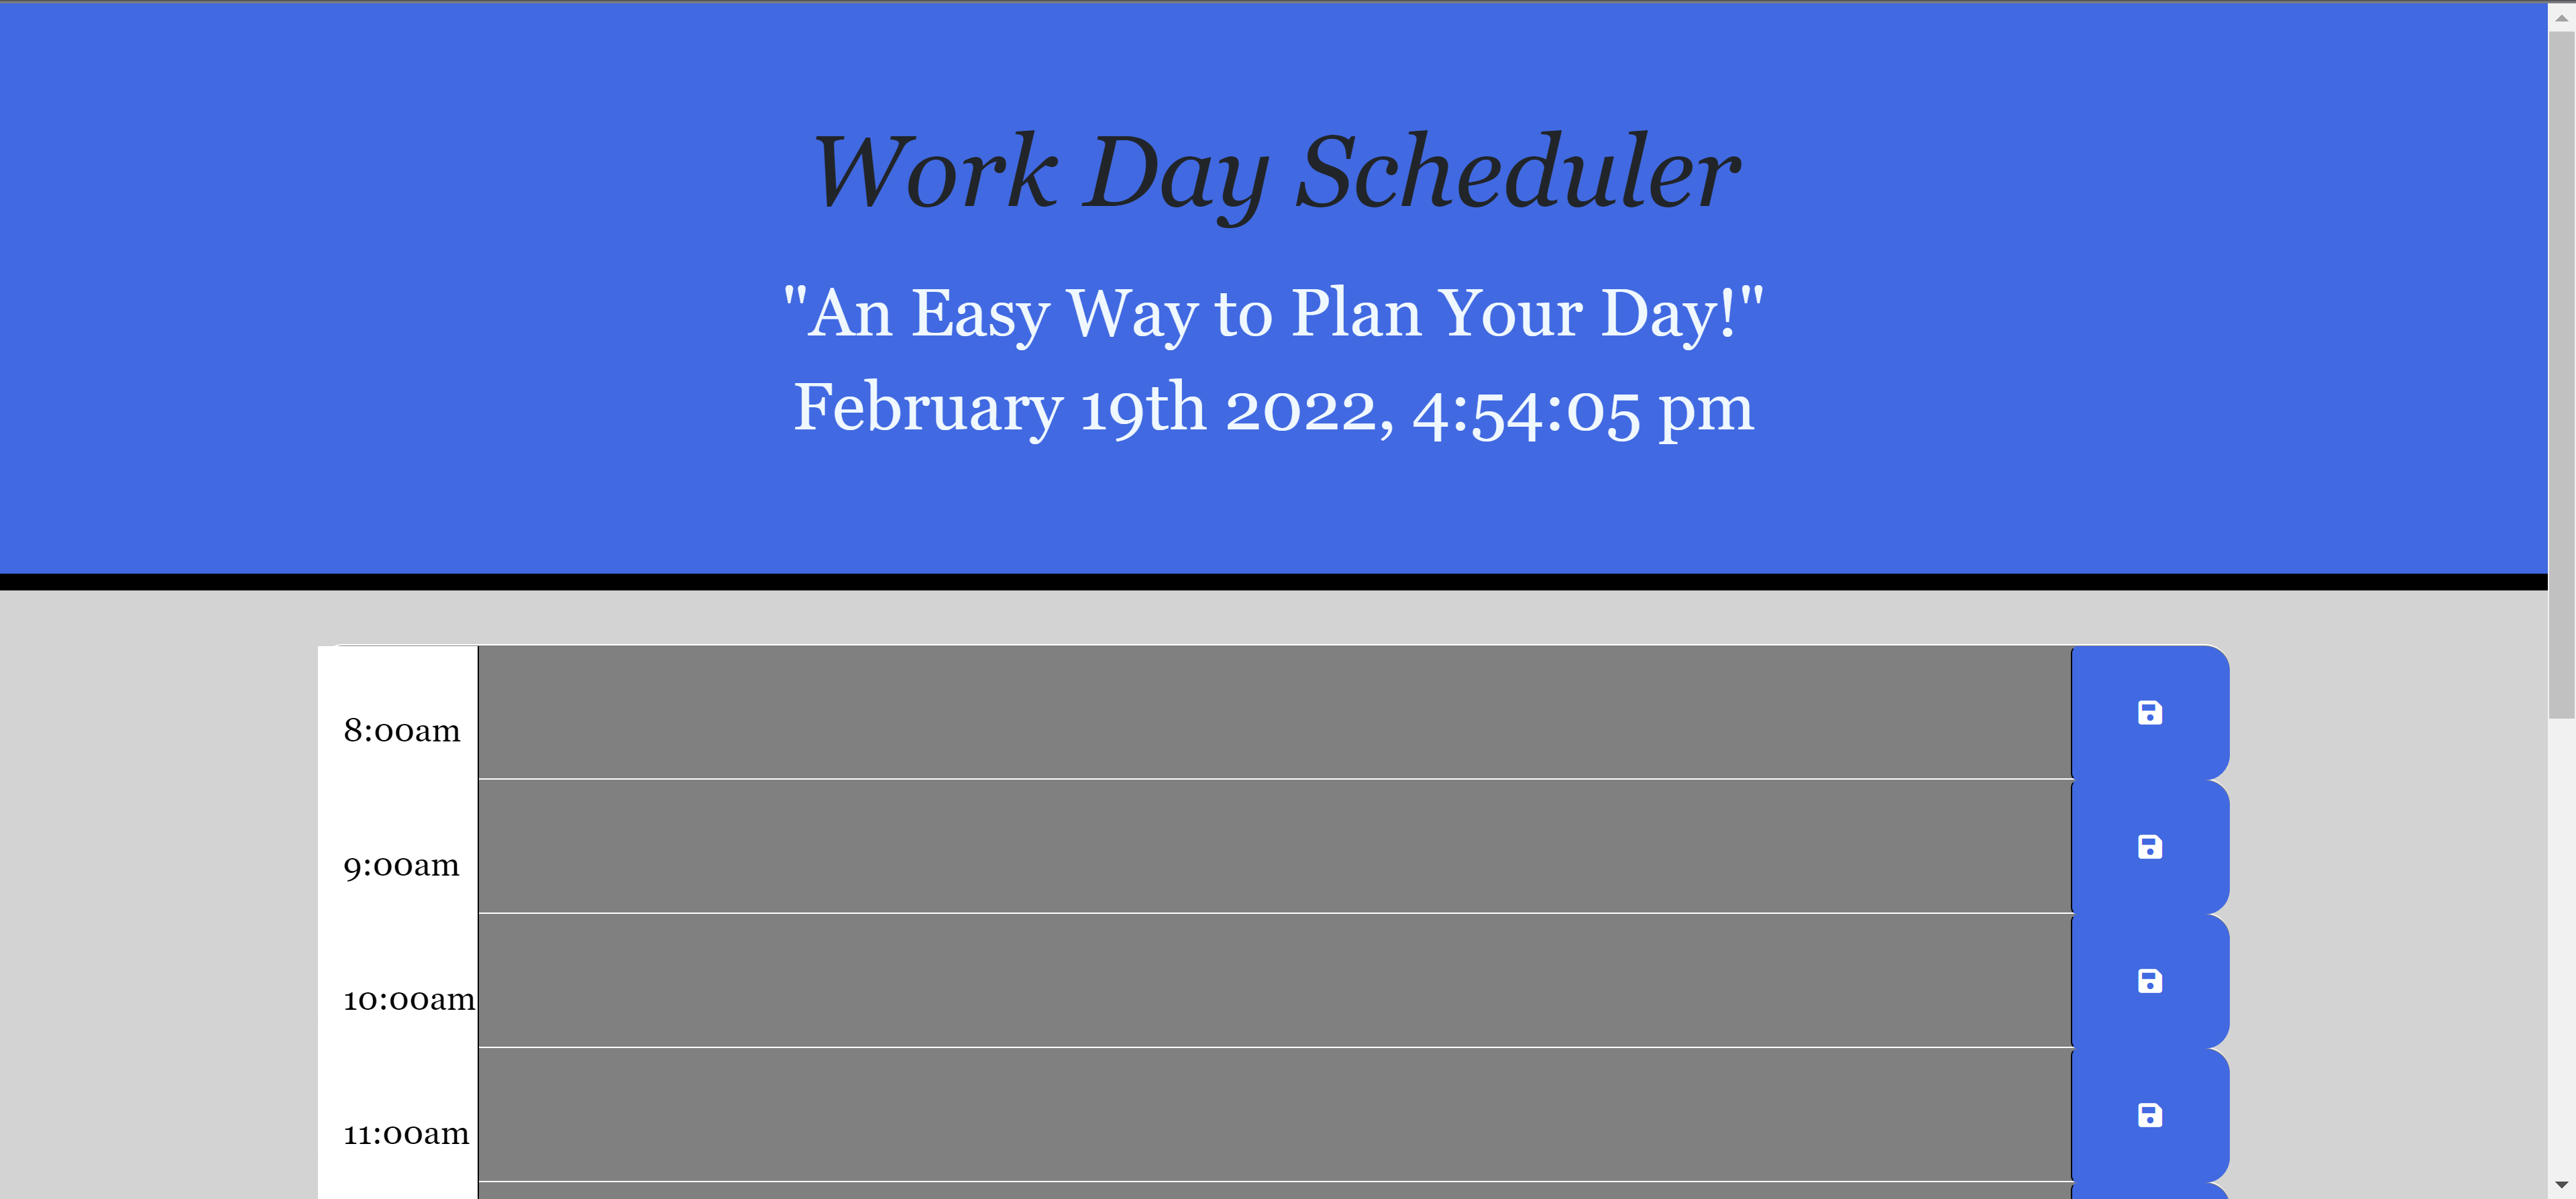 Work Day Scheduler
"An Easy Way to Plan Your Day!"
February 19th 2022, 4:54:05 pm
8:00am
9:00am
10:00am
11:00am